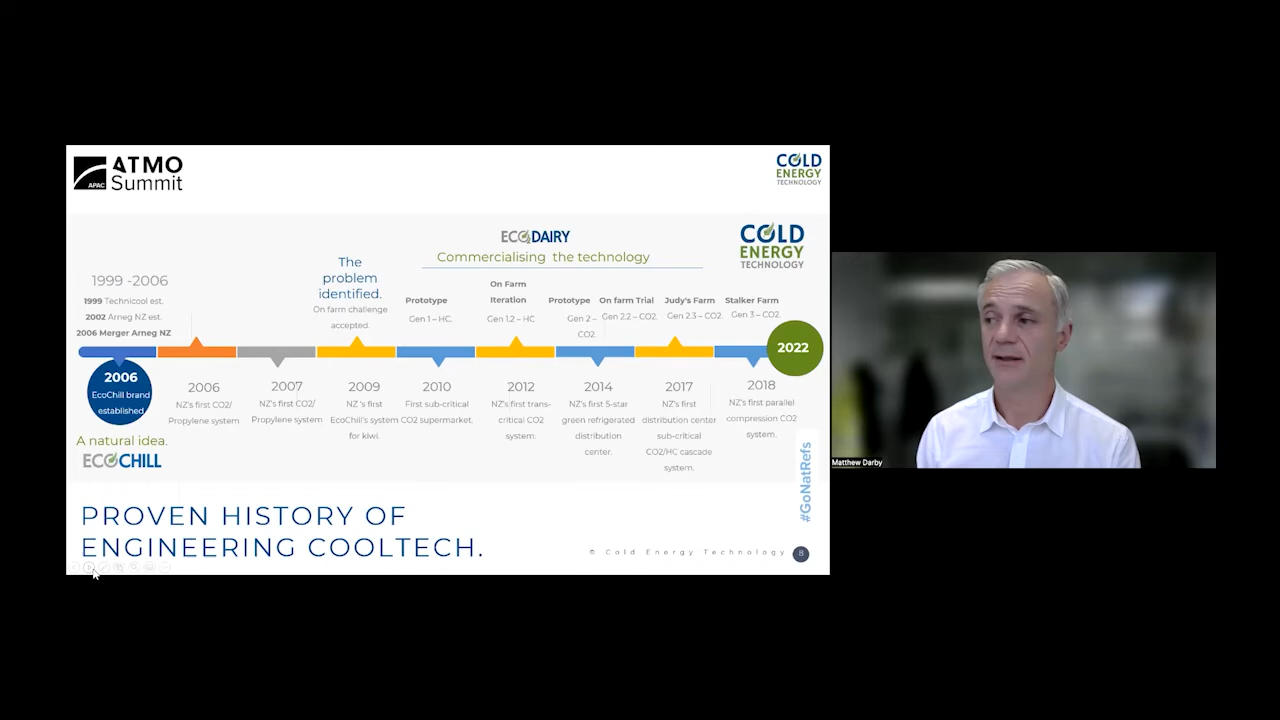 ATMO
Summit
APAC
COLD
ENERGY
TECHNOLOGY
ECO2DAIRY
Commercialising the technology
COLD
ENERGY
TECHNOLOGY
1999 -2006
1999 Technicool est.
2002 Arneg NZ est.
2006 Merger Arneg NZ
The
problem
identified.
On farm challenge
accepted.
Prototype
Gen 1 – HC.
On Farm
Iteration
Gen 1.2 – HC
Prototype
Gen 2 –
CO2.
On farm Trial
Gen 2.2 – CO2.
Judy's Farm
Gen 2.3 – CO2.
Stalker Farm
Gen 3 – CO2.
2022
2006
EcoChill brand
established
A natural idea.
ECOCHILL
2006
NZ's first CO2/
Propylene system
2007
NZ's first CO2/
Propylene system
2009
NZ 's first
EcoChill's system
for kiwi.
2010
First sub-critical
CO2 supermarket.
2012
NZ's first trans-
critical CO2
system.
2014
NZ's first 5-star
green refrigerated
distribution
center.
2017
NZ's first
distribution center
sub-critical
CO2/HC cascade
system.
2018
NZ's first parallel
compression CO2
system.
#GoNatRefs
PROVEN HISTORY OF
ENGINEERING COOLTECH.
© Cold Energy Technology
8
Matthew Darby